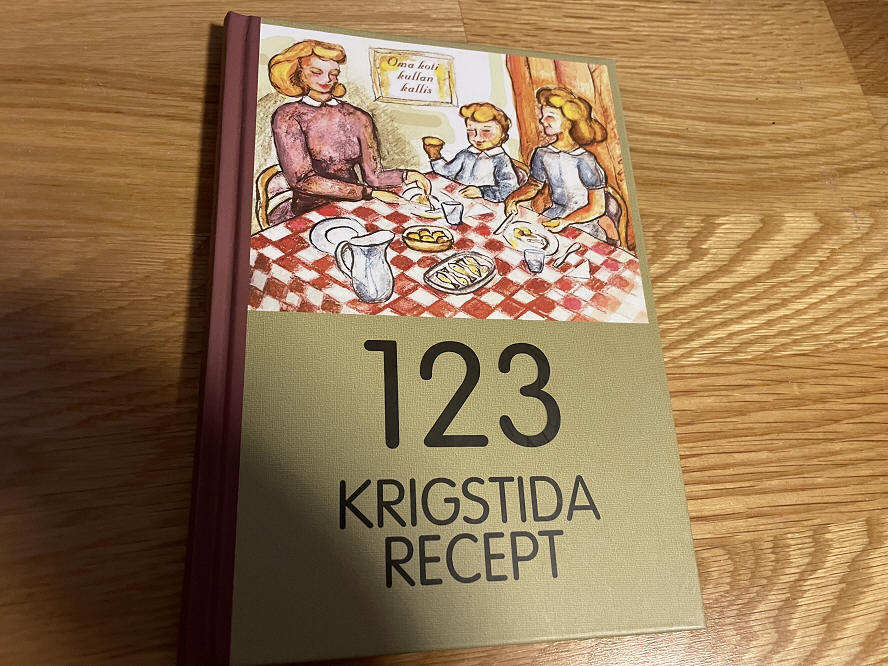 Oma koti
kullan
kallis
123
KRIGSTIDA
RECEPT